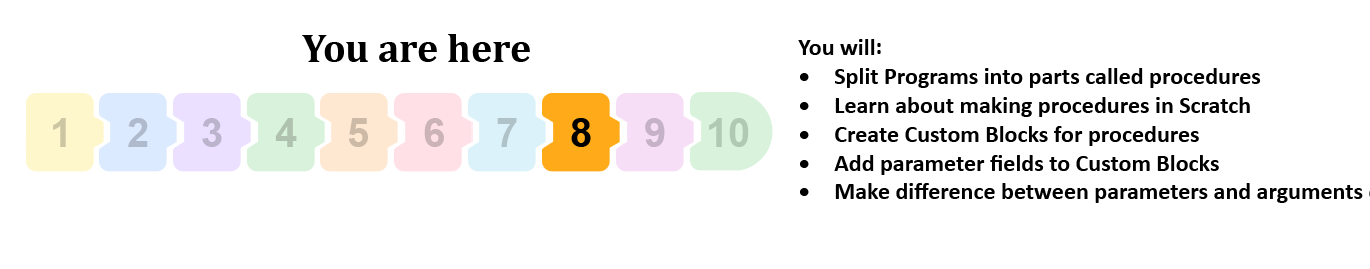 You are here
1 2 3 4 5 6 7 8 9 10
You will:
• Split Programs into parts called procedures
• Learn about making procedures in Scratch
• Create Custom Blocks for procedures
• Add parameter fields to Custom Blocks
• Make difference between parameters and arguments